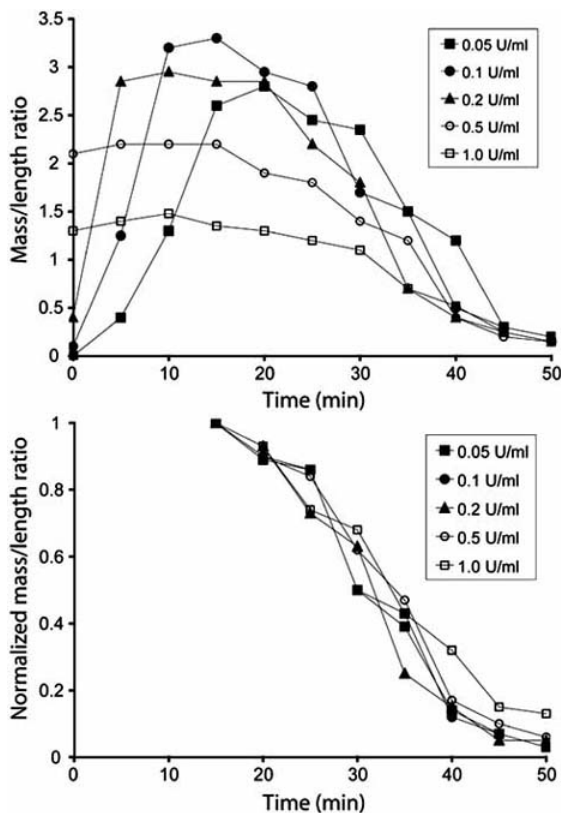 Mass/length ratio
3.5
3
2.5
2
1.5
1
0.5
0
0.05 U/ml
0.1 U/ml
0.2 U/ml
0.5 U/ml
1.0 U/ml
0 10 20 30 40 50
Time (min)
Normalized mass/length ratio
1
0.8
0.6
0.4
0.2
0
0.05 U/ml
0.1 U/ml
0.2 U/ml
0.5 U/ml
1.0 U/ml
0 10 20 30 40 50
Time (min)